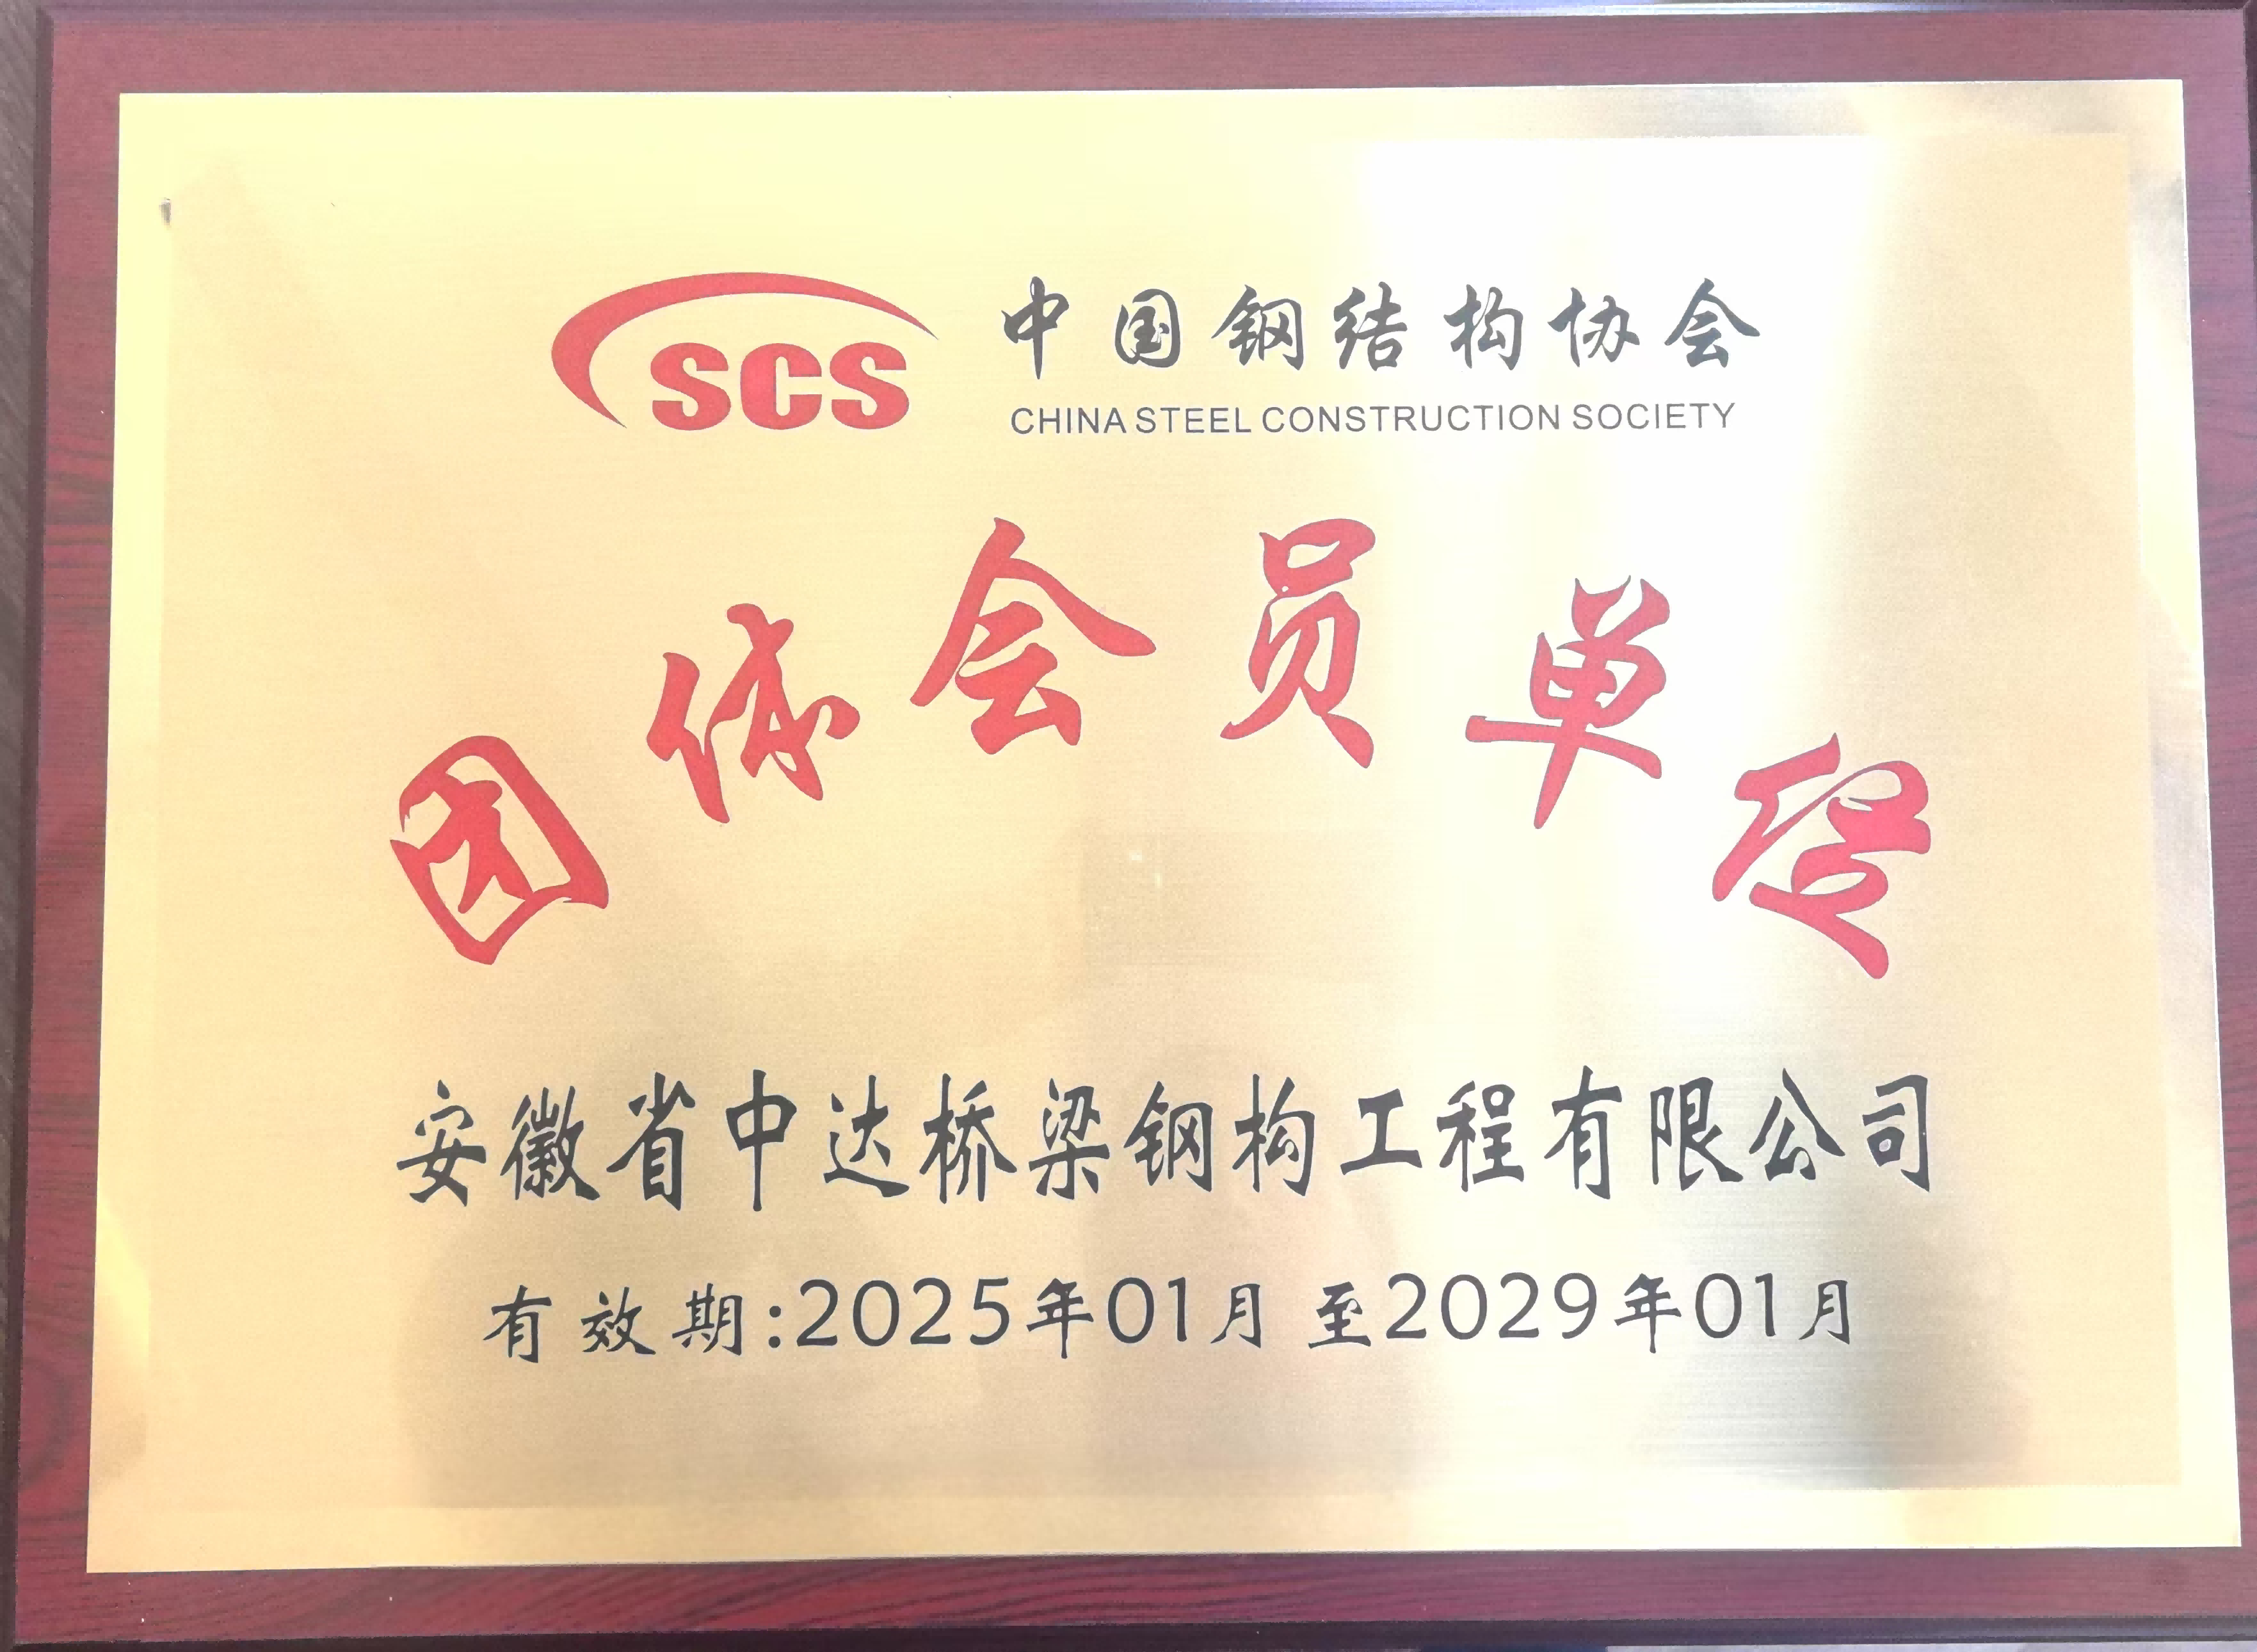 SCS
中国钢结构协会
CHINA STEEL CONSTRUCTION SOCIETY
团体会员单位
安徽省中达桥梁钢构工程有限公司
有效期:2025年01月至2029年01月